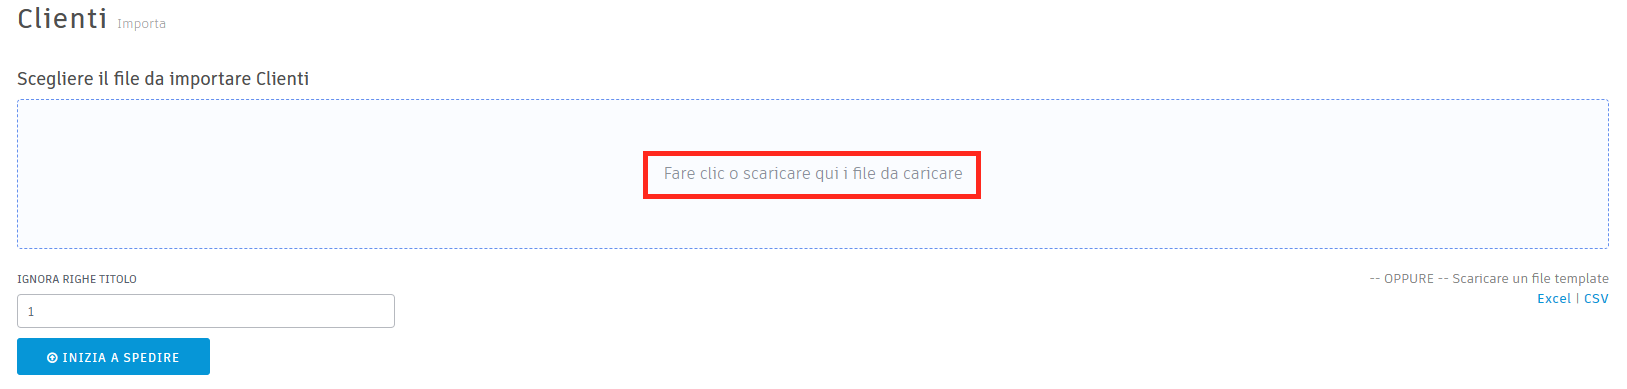 Clienti Importa
Scegliere il file da importare Clienti
Fare clic o scaricare qui i file da caricare
IGNORA RIGHE TITOLO
-- OPPURE -- Scaricare un file template
1
Excel | CSV
INIZIA A SPEDIRE